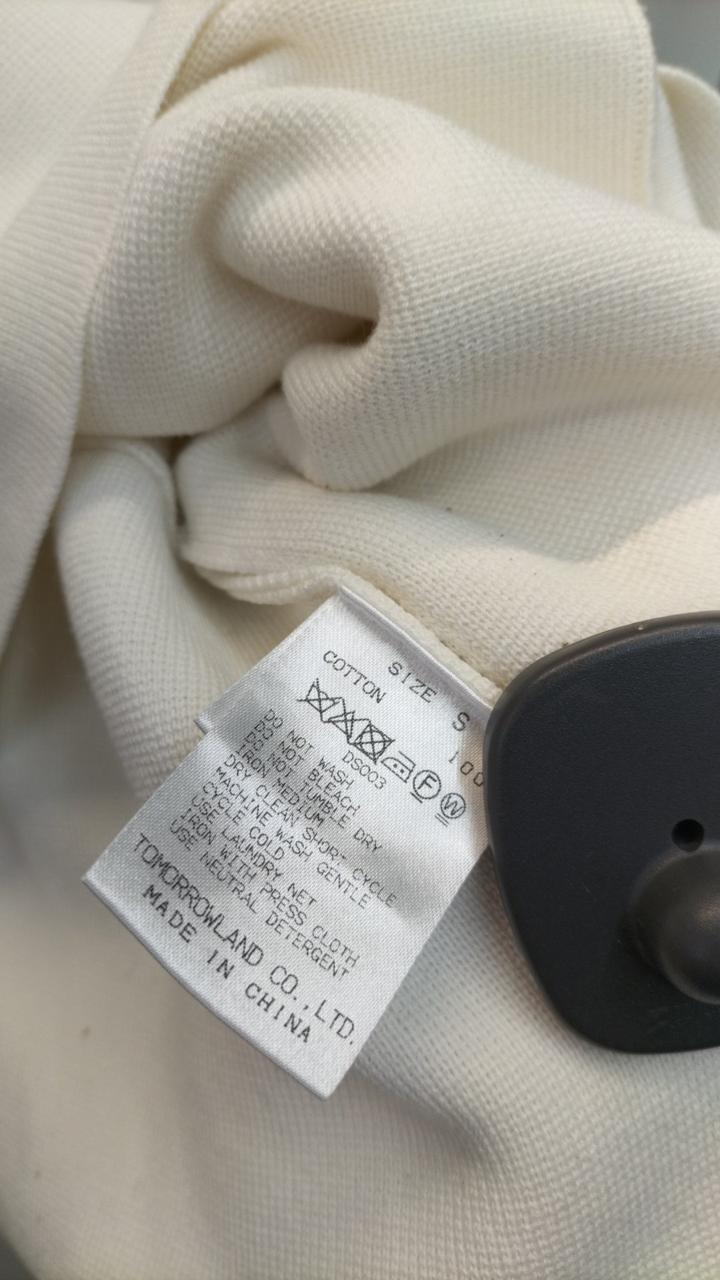 SIZE S
COTTON 100
F W
DS003
DO NOT WASH
DO NOT BLEACH
DO NOT TUMBLE DRY
IRON MEDIUM
DRY CLEAN SHORT CYCLE
MACHINE WASH GENTLE
CYCLE COLD
USE LAUNDRY NET
IRON WITH PRESS CLOTH
USE NEUTRAL DETERGENT
TOMORROWLAND CO.,LTD.
MADE IN CHINA